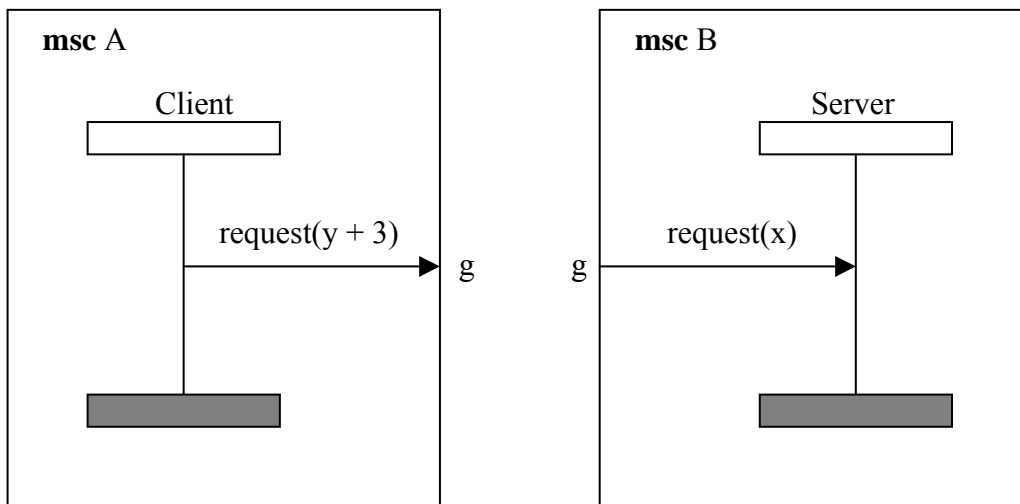 msc A
Client
request(y + 3)
g
msc B
Server
request(x)
g